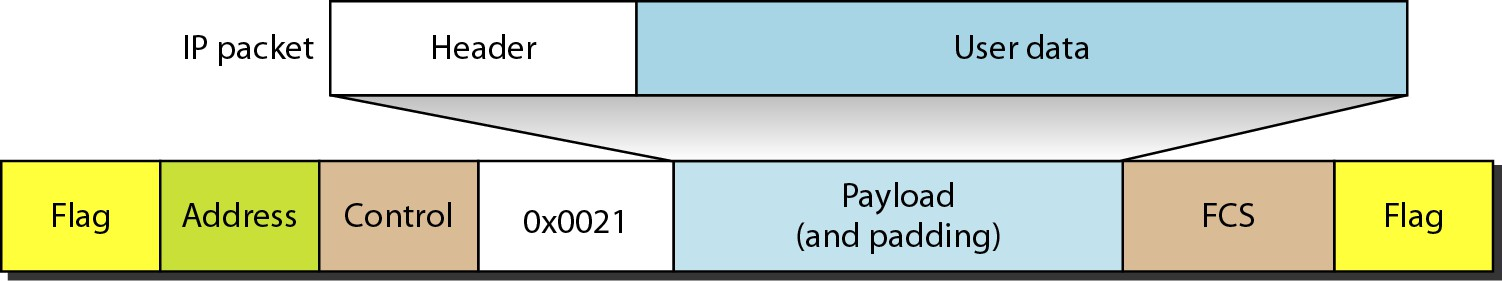 IP packet Header User data
Flag Address Control 0x0021 Payload (and padding) FCS Flag